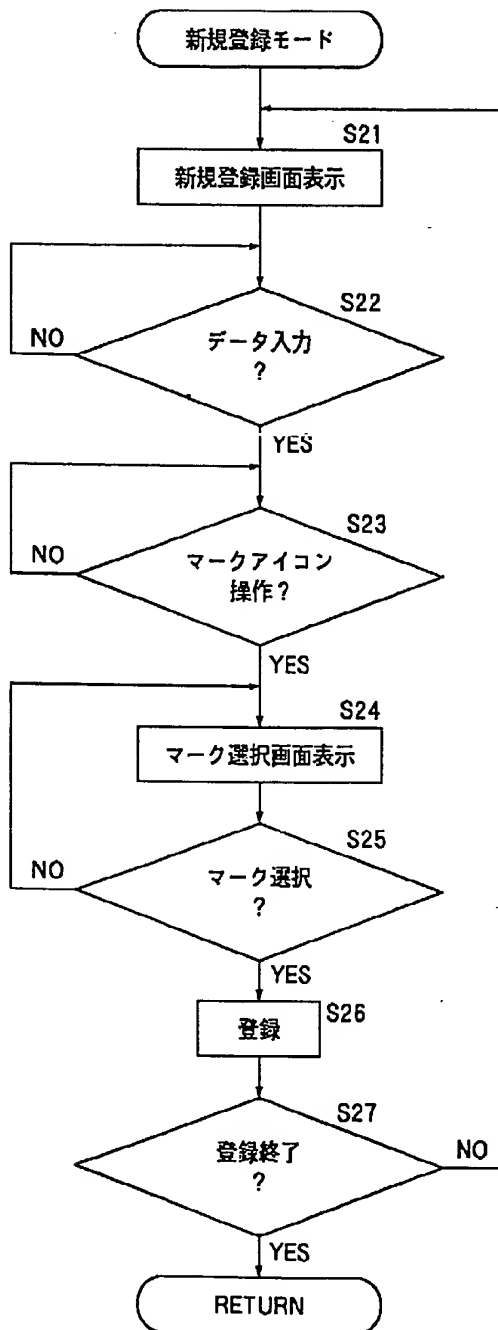 新規登録モード
S21
新規登録画面表示
S22
データ入力
?
NO
YES
S23
マークアイコン
操作?
NO
YES
S24
マーク選択画面表示
S25
マーク選択
?
NO
YES
S26
登録
S27
登録終了
?
NO
YES
RETURN